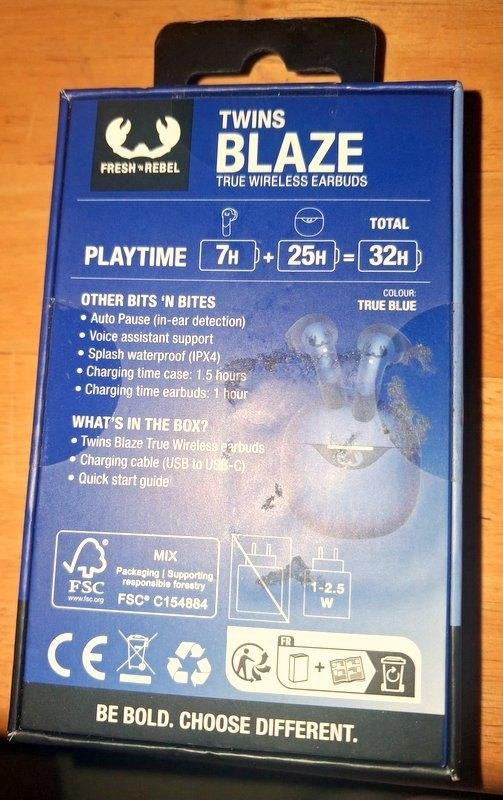 FRESH 'N REBEL
TWINS
BLAZE
TRUE WIRELESS EARBUDS
TOTAL
PLAYTIME 7H + 25H = 32H
COLOUR:
TRUE BLUE
OTHER BITS 'N BITES
• Auto Pause (in-ear detection)
• Voice assistant support
• Splash waterproof (IPX4)
• Charging time case: 1.5 hours
• Charging time earbuds: 1 hour
WHAT'S IN THE BOX?
• Twins Blaze True Wireless earbuds
• Charging cable (USB to USB-C)
• Quick start guide
FSC
www.fsc.org
MIX
Packaging | Supporting
responsible forestry
FSC® C154884
1-2.5
W
CE
FR
+
BE BOLD. CHOOSE DIFFERENT.